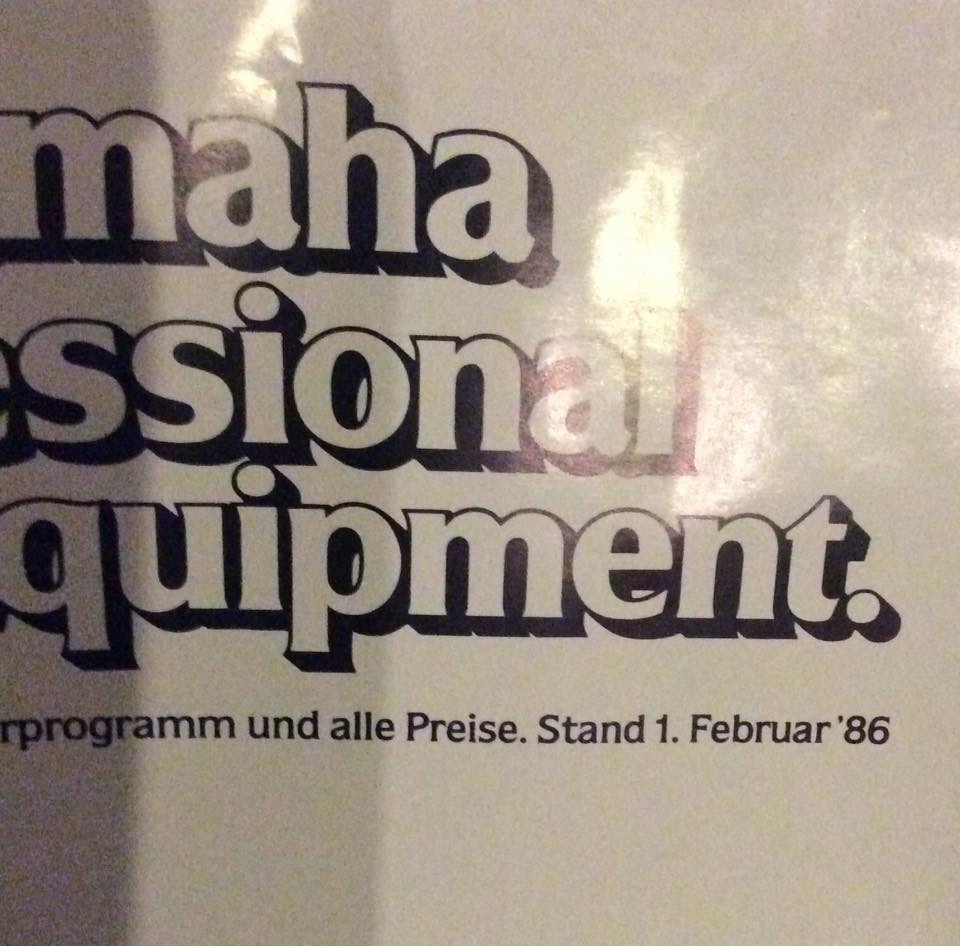 maha
essional
quipment.
rprogramm und alle Preise. Stand 1. Februar '86